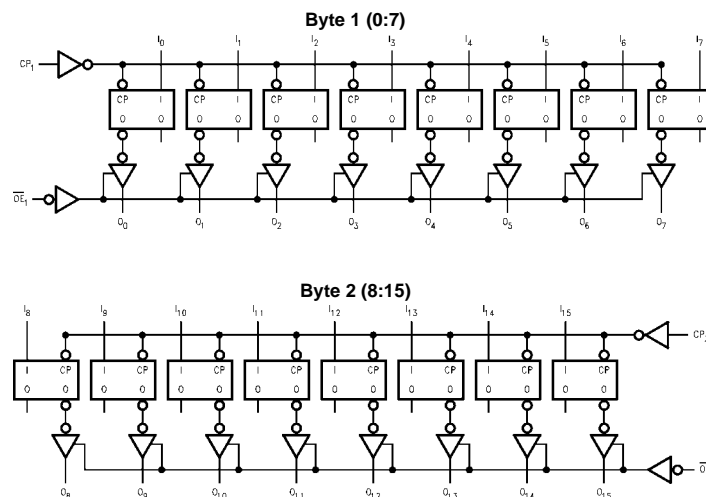 Byte 1 (0:7)
I0 I1 I2 I3 I4 I5 I6 I7
CP1
CP I CP I CP I CP I CP I CP I CP I CP I
O O O O O O O O O O O O O O O O
OE1
O0 O1 O2 O3 O4 O5 O6 O7
Byte 2 (8:15)
I8 I9 I10 I11 I12 I13 I14 I15
CP
I CP I CP I CP I CP I CP I CP I CP I CP
O O O O O O O O O O O O O O O O
O
O8 O9 O10 O11 O12 O13 O14 O15